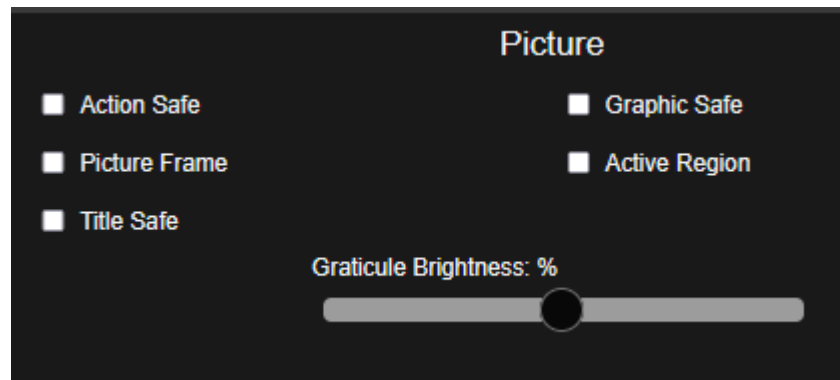 Picture
Action Safe
Graphic Safe
Picture Frame
Active Region
Title Safe
Graticule Brightness: %